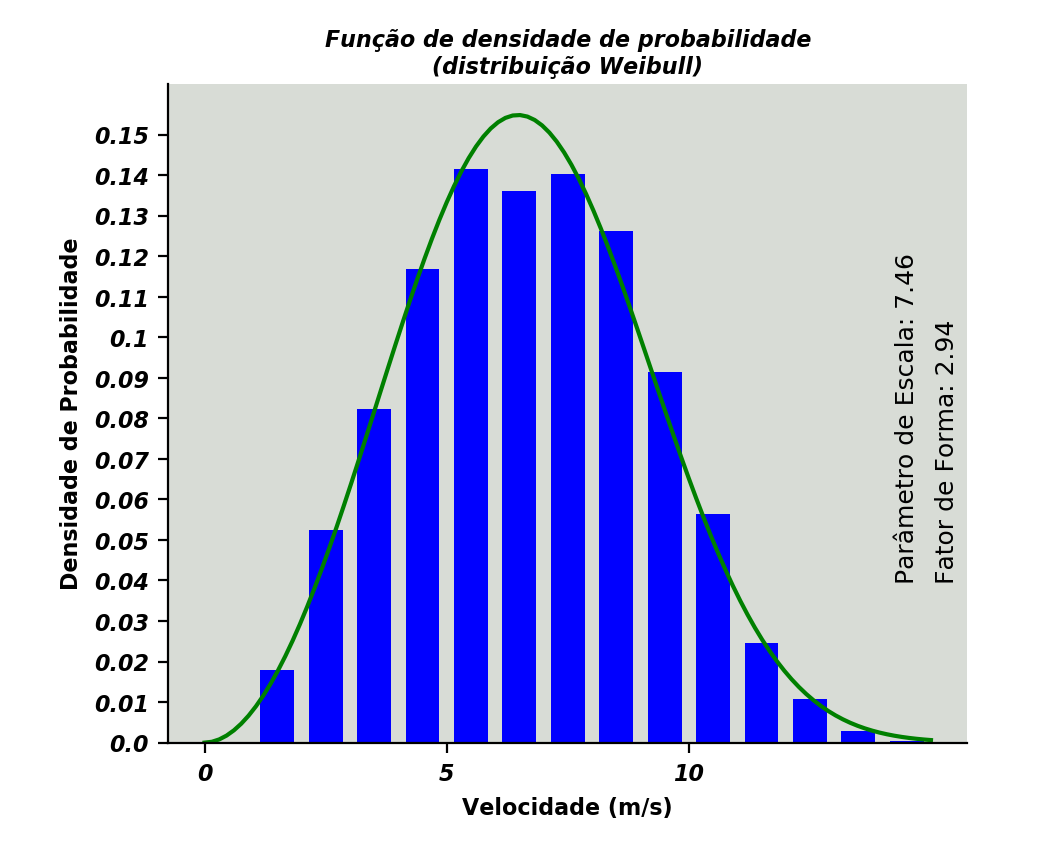 Função de densidade de probabilidade
(distribuição Weibull)
Densidade de Probabilidade
0.15
0.14
0.13
0.12
0.11
0.1
0.09
0.08
0.07
0.06
0.05
0.04
0.03
0.02
0.01
0.0
Parâmetro de Escala: 7.46
Fator de Forma: 2.94
0 5 10
Velocidade (m/s)